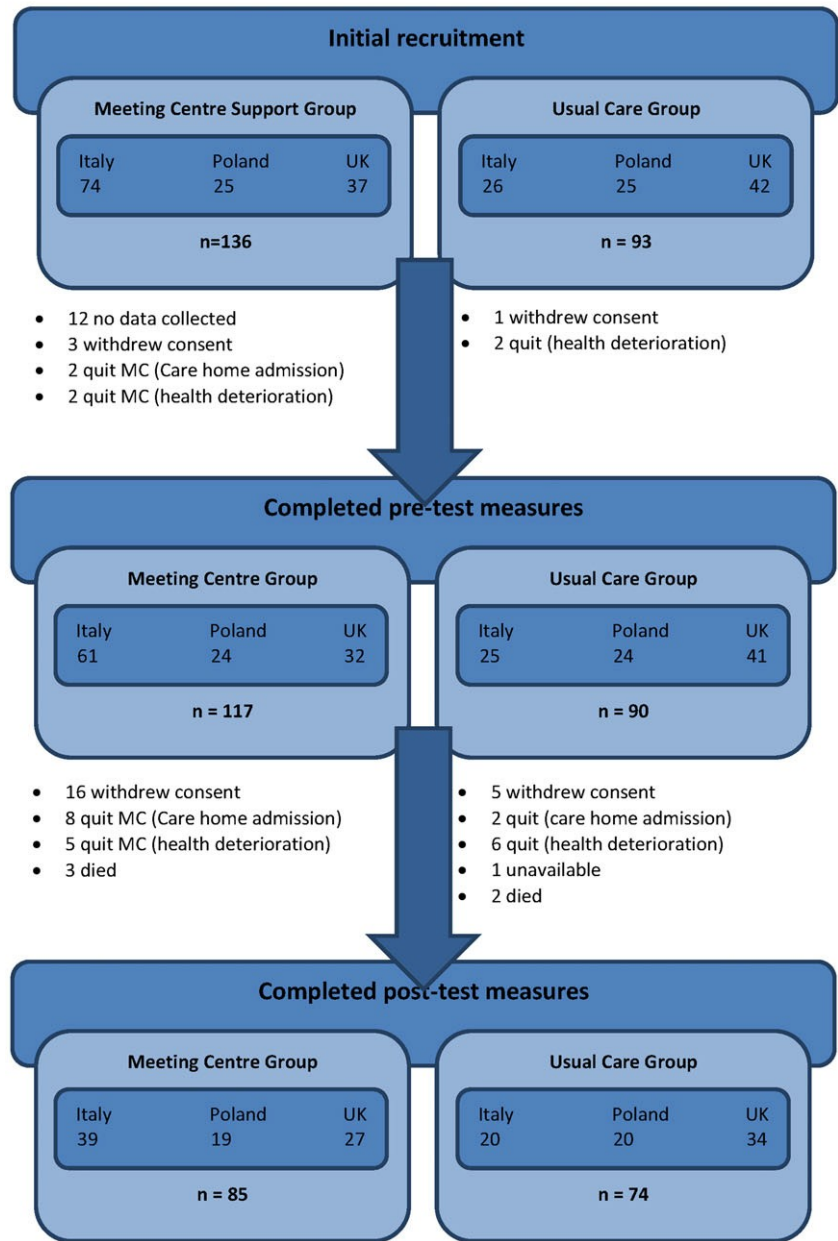 Initial recruitment
Meeting Centre Support Group
Italy Poland UK
74 25 37
n=136
Usual Care Group
Italy Poland UK
26 25 42
n = 93
• 12 no data collected
• 3 withdrew consent
• 2 quit MC (Care home admission)
• 2 quit MC (health deterioration)
• 1 withdrew consent
• 2 quit (health deterioration)
Completed pre-test measures
Meeting Centre Group
Italy Poland UK
61 24 32
n = 117
Usual Care Group
Italy Poland UK
25 24 41
n = 90
• 16 withdrew consent
• 8 quit MC (Care home admission)
• 5 quit MC (health deterioration)
• 3 died
• 5 withdrew consent
• 2 quit (care home admission)
• 6 quit (health deterioration)
• 1 unavailable
• 2 died
Completed post-test measures
Meeting Centre Group
Italy Poland UK
39 19 27
n = 85
Usual Care Group
Italy Poland UK
20 20 34
n = 74